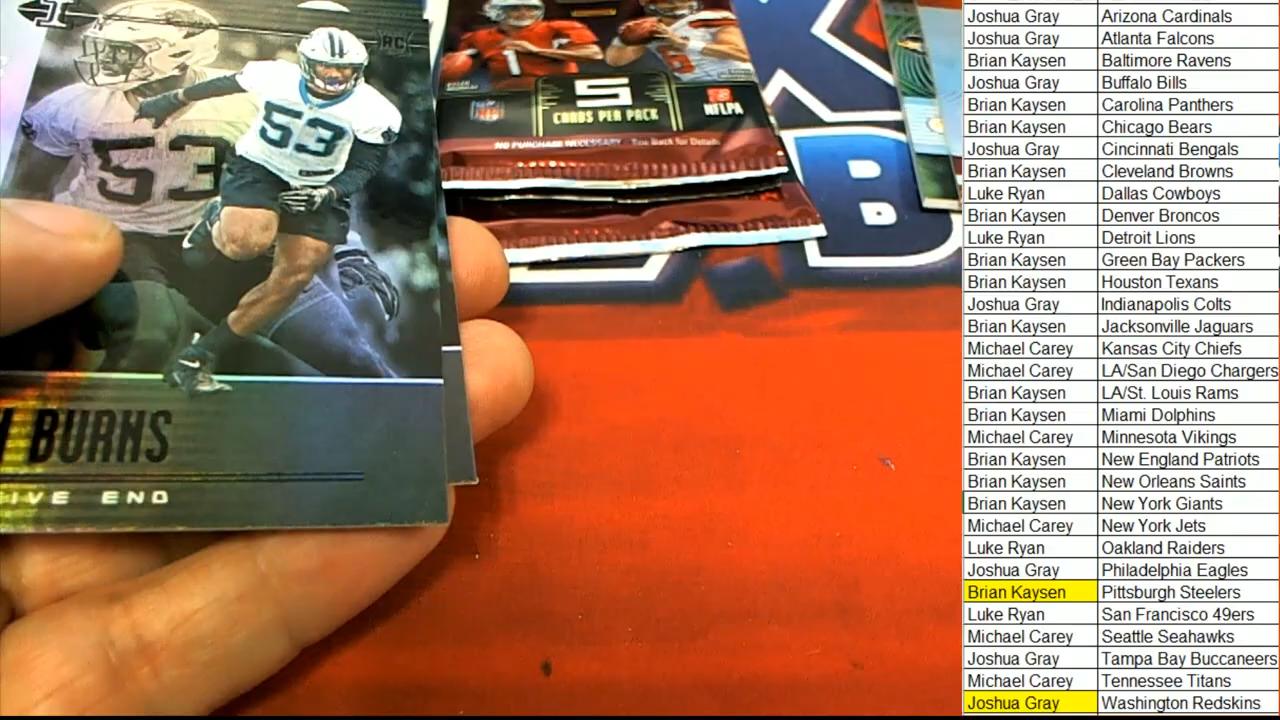 RC
53
53
BURNS
IVE END
1
5
CARDS PER PACK
NFL
NFLPA
NO PURCHASE NECESSARY - See Back for Details
B
Joshua Gray Arizona Cardinals
Joshua Gray Atlanta Falcons
Brian Kaysen Baltimore Ravens
Joshua Gray Buffalo Bills
Brian Kaysen Carolina Panthers
Brian Kaysen Chicago Bears
Joshua Gray Cincinnati Bengals
Brian Kaysen Cleveland Browns
Luke Ryan Dallas Cowboys
Brian Kaysen Denver Broncos
Luke Ryan Detroit Lions
Brian Kaysen Green Bay Packers
Brian Kaysen Houston Texans
Joshua Gray Indianapolis Colts
Brian Kaysen Jacksonville Jaguars
Michael Carey Kansas City Chiefs
Michael Carey LA/San Diego Chargers
Brian Kaysen LA/St. Louis Rams
Brian Kaysen Miami Dolphins
Michael Carey Minnesota Vikings
Brian Kaysen New England Patriots
Brian Kaysen New Orleans Saints
Brian Kaysen New York Giants
Michael Carey New York Jets
Luke Ryan Oakland Raiders
Joshua Gray Philadelphia Eagles
Brian Kaysen Pittsburgh Steelers
Luke Ryan San Francisco 49ers
Michael Carey Seattle Seahawks
Joshua Gray Tampa Bay Buccaneers
Michael Carey Tennessee Titans
Joshua Gray Washington Redskins